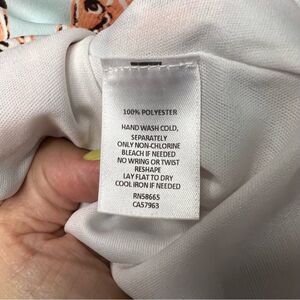 100% POLYESTER
HAND WASH COLD,
SEPARATELY
ONLY NON-CHLORINE
BLEACH IF NEEDED
NO WRING OR TWIST
RESHAPE
LAY FLAT TO DRY
COOL IRON IF NEEDED
RN58665
CA57963